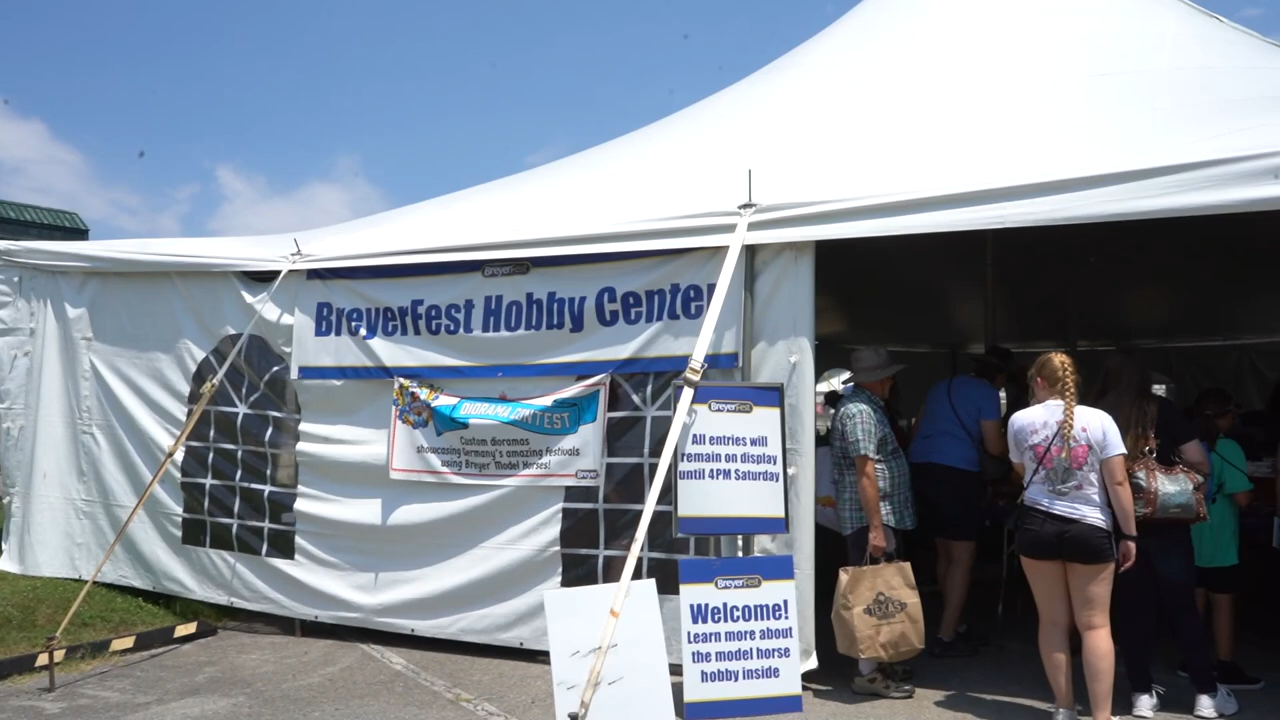 BreyerFest
BreyerFest Hobby Center
DIORAMA CONTEST
Custom dioramas
showcasing Germany's amazing festivals
using Breyer Model Horses!
Breyer
BreyerFest
All entries will
remain on display
until 4PM Saturday
BreyerFest
Welcome!
Learn more about
the model horse
hobby inside
TEXAS